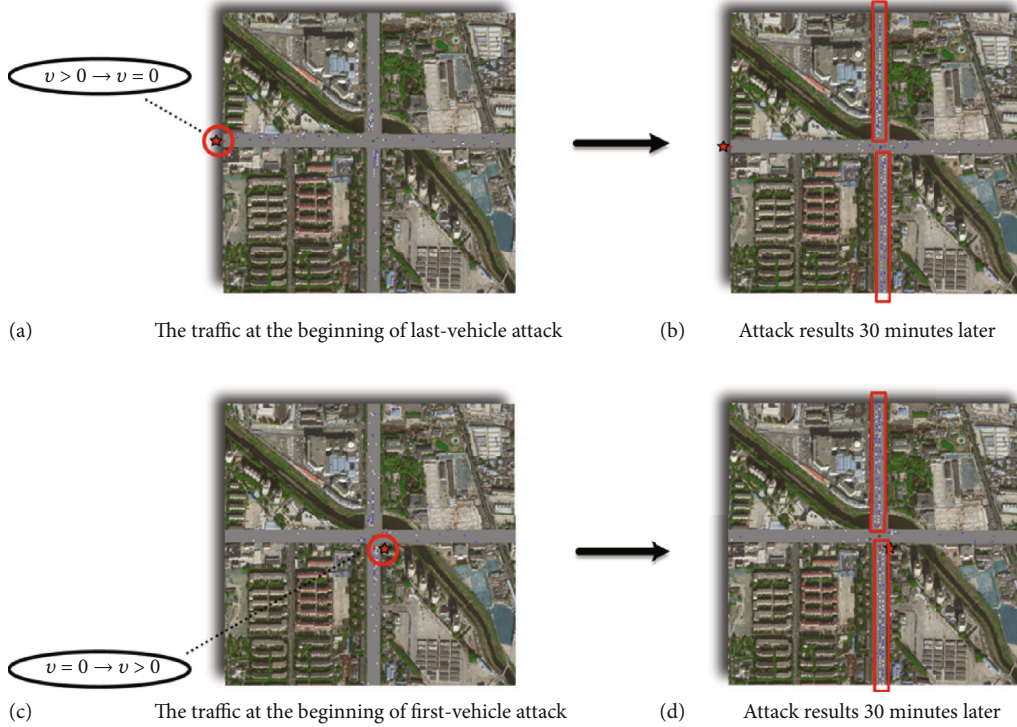 υ > 0 → υ = 0
(a) The traffic at the beginning of last-vehicle attack
(b) Attack results 30 minutes later
υ = 0 → υ > 0
(c) The traffic at the beginning of first-vehicle attack
(d) Attack results 30 minutes later